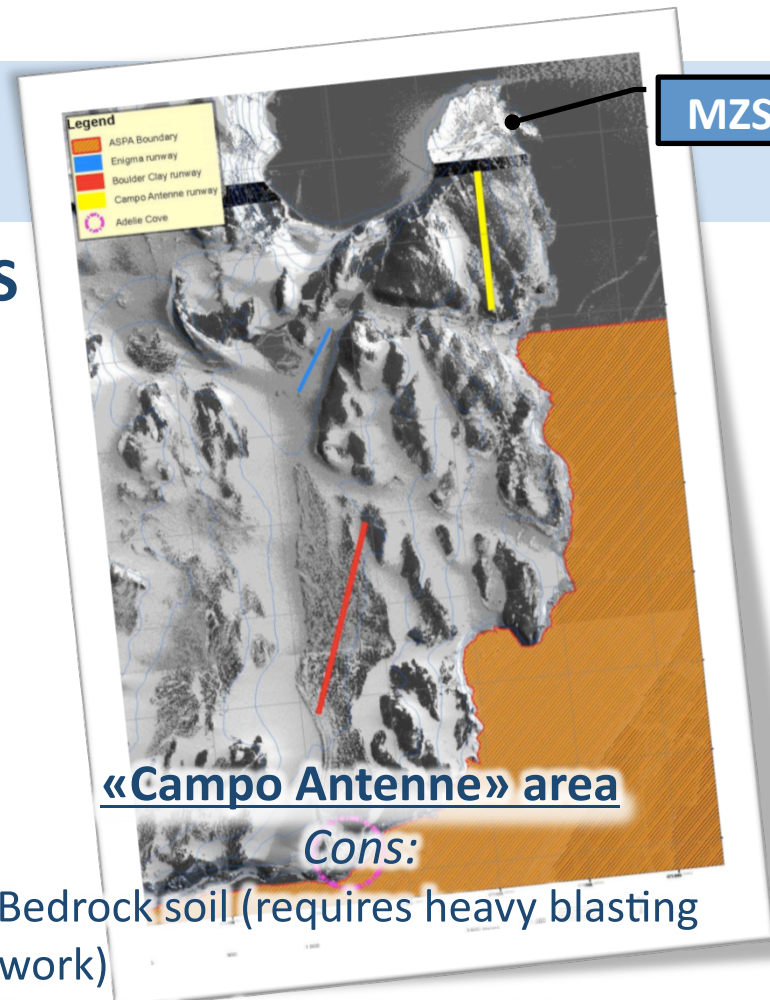 MZS
Legend
ASPA Boundary
Enigma runway
Boulder Clay runway
Campo Antenne runway
Adelie Cove
S
«Campo Antenne» area
Cons:
Bedrock soil (requires heavy blasting
work)